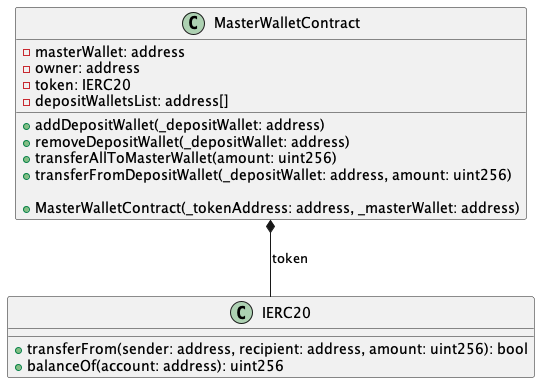 C MasterWalletContract
masterWallet: address
owner: address
token: IERC20
depositWalletsList: address[]
addDepositWallet(_depositWallet: address)
removeDepositWallet(_depositWallet: address)
transferAllToMasterWallet(amount: uint256)
transferFromDepositWallet(_depositWallet: address, amount: uint256)
MasterWalletContract(_tokenAddress: address, _masterWallet: address)
token
C IERC20
transferFrom(sender: address, recipient: address, amount: uint256): bool
balanceOf(account: address): uint256